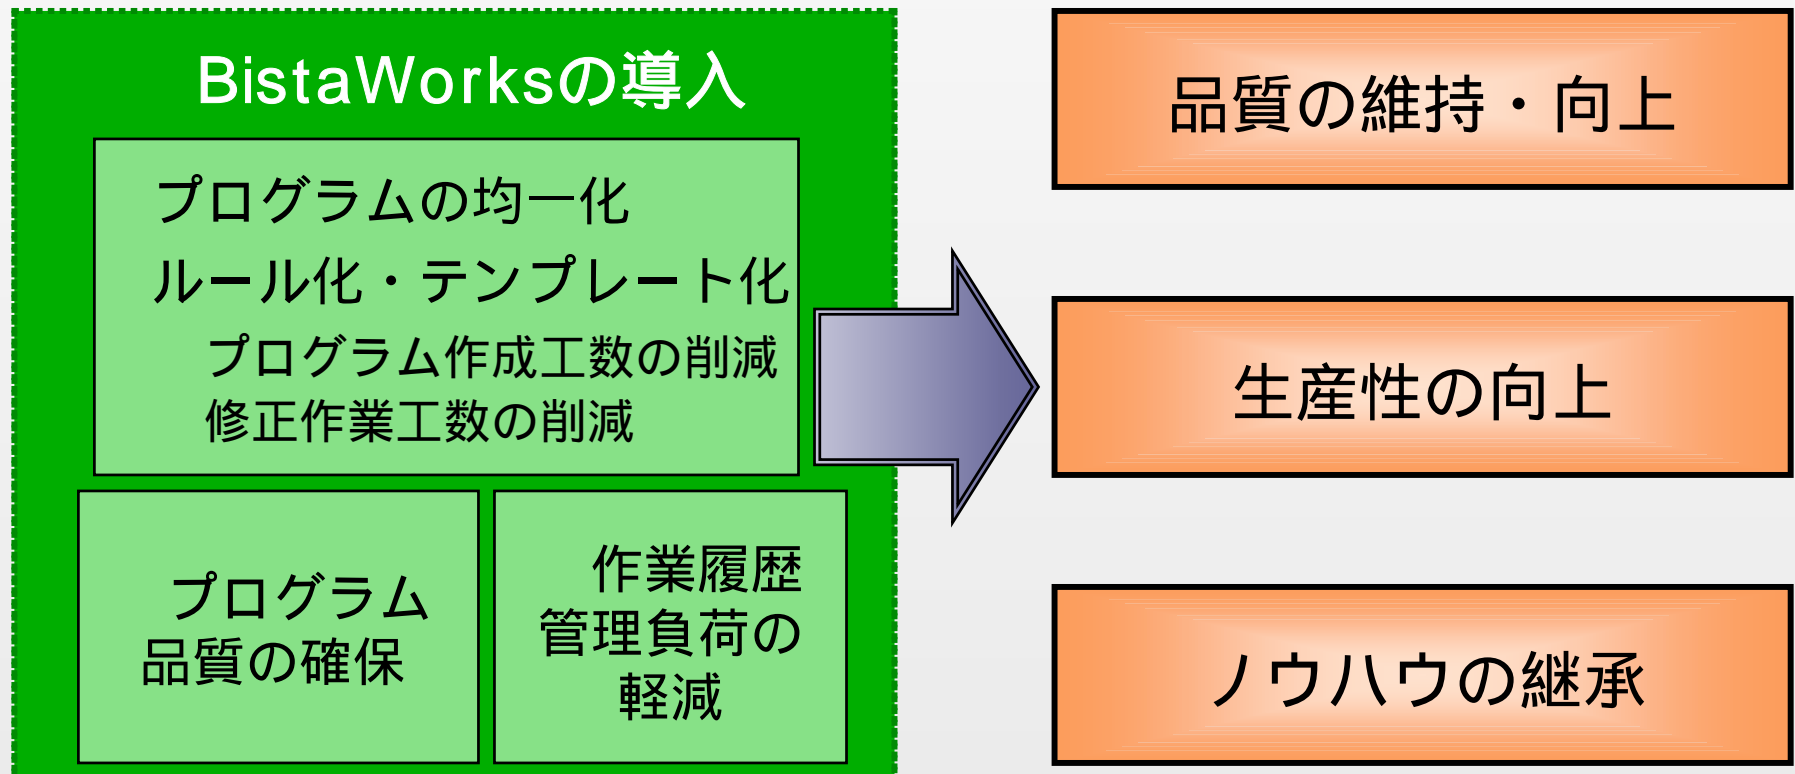 BistaWorksの導入
プログラムの均一化
ルール化・テンプレート化
プログラム作成工数の削減
修正作業工数の削減
プログラム
品質の確保
作業履歴
管理負荷の
軽減
品質の維持・向上
生産性の向上
ノウハウの継承